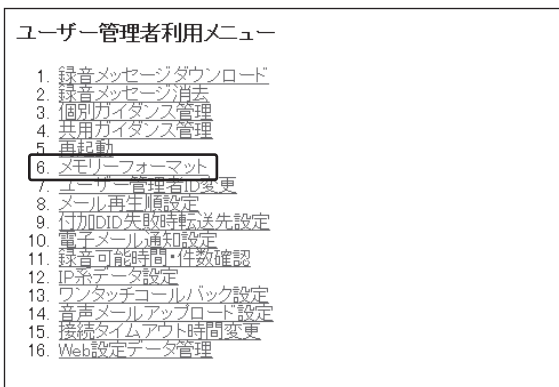 ユーザー管理者利用メニュー
1. 録音メッセージダウンロード
2. 録音メッセージ消去
3. 個別ガイダンス管理
4. 共用ガイダンス管理
5. 再起動
6. メモリーフォーマット
7. ユーザー管理者ID変更
8. メール再生順設定
9. 付加DID失敗時転送先設定
10. 電子メール通知設定
11. 録音可能時間・件数確認
12. IP系データ設定
13. ワンタッチコールバック設定
14. 音声メールアップロード設定
15. 接続タイムアウト時間変更
16. Web設定データ管理